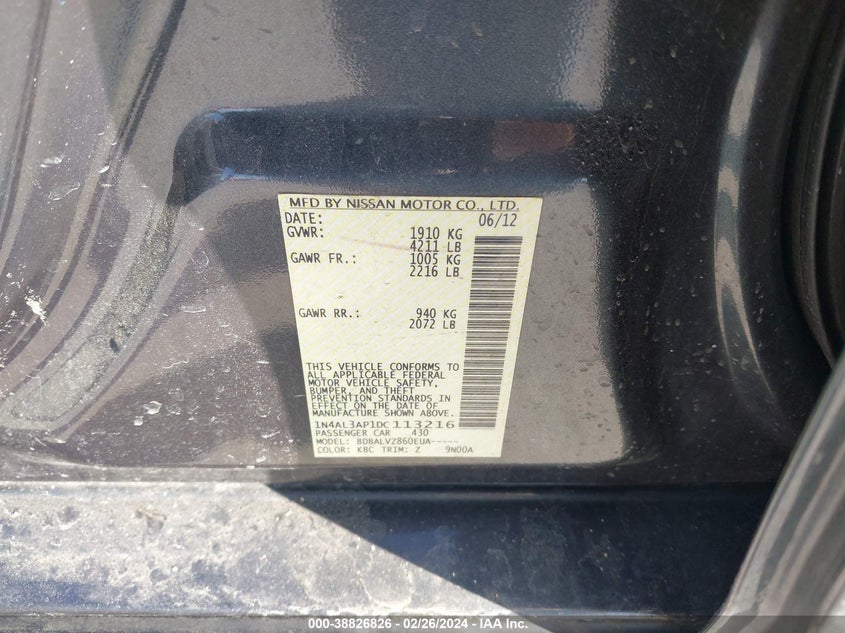 MFD BY NISSAN MOTOR CO., LTD.
DATE: 06/12
GVWR: 1910 KG
4211 LB
GAWR FR.: 1005 KG
2216 LB
GAWR RR.: 940 KG
2072 LB
THIS VEHICLE CONFORMS TO
ALL APPLICABLE FEDERAL
MOTOR VEHICLE SAFETY,
BUMPER, AND THEFT
PREVENTION STANDARDS IN
EFFECT ON THE DATE OF
MANUFACTURE SHOWN ABOVE.
1N4AL3AP1DC113216
PASSENGER CAR 430
MODEL: BDBALVZ860EUA-----
COLOR: KBC TRIM: Z 9N00A
000-38826826 - 02/26/2024 - IAA Inc.